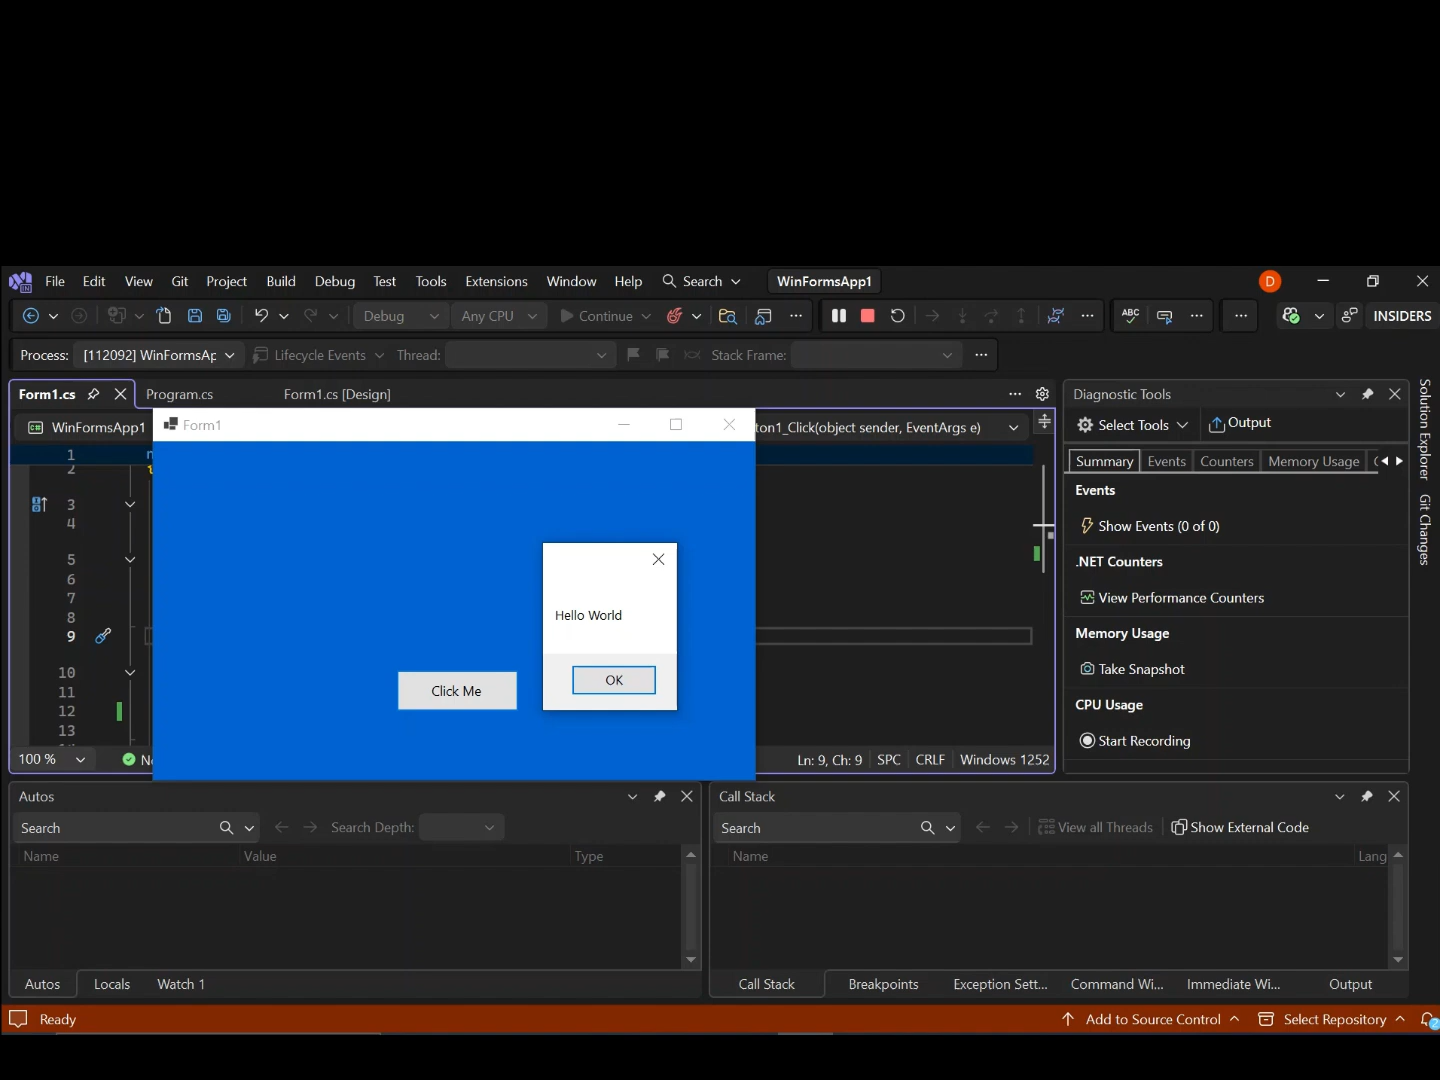 File Edit View Git Project Build Debug Test Tools Extensions Window Help Search WinFormsApp1 D
Debug Any CPU Continue ABC INSIDERS
Process: [112092] WinFormsAp Lifecycle Events Thread: Stack Frame:
Form1.cs Program.cs Form1.cs [Design]
WinFormsApp1 ton1_Click(object sender, EventArgs e)
Form1
1
2
3
4
5
6
7
8
9
10
11
12
13
Hello World
OK
Click Me
100 % Ln: 9, Ch: 9 SPC CRLF Windows 1252
Diagnostic Tools
Select Tools Output
Summary Events Counters Memory Usage
Events
Show Events (0 of 0)
.NET Counters
View Performance Counters
Memory Usage
Take Snapshot
CPU Usage
Start Recording
Solution Explorer
Git Changes
Autos
Search Search Depth:
Name Value Type
Autos Locals Watch 1
Call Stack
Search View all Threads Show External Code
Name Lang
Call Stack Breakpoints Exception Sett... Command Wi... Immediate Wi... Output
Ready Add to Source Control Select Repository 2